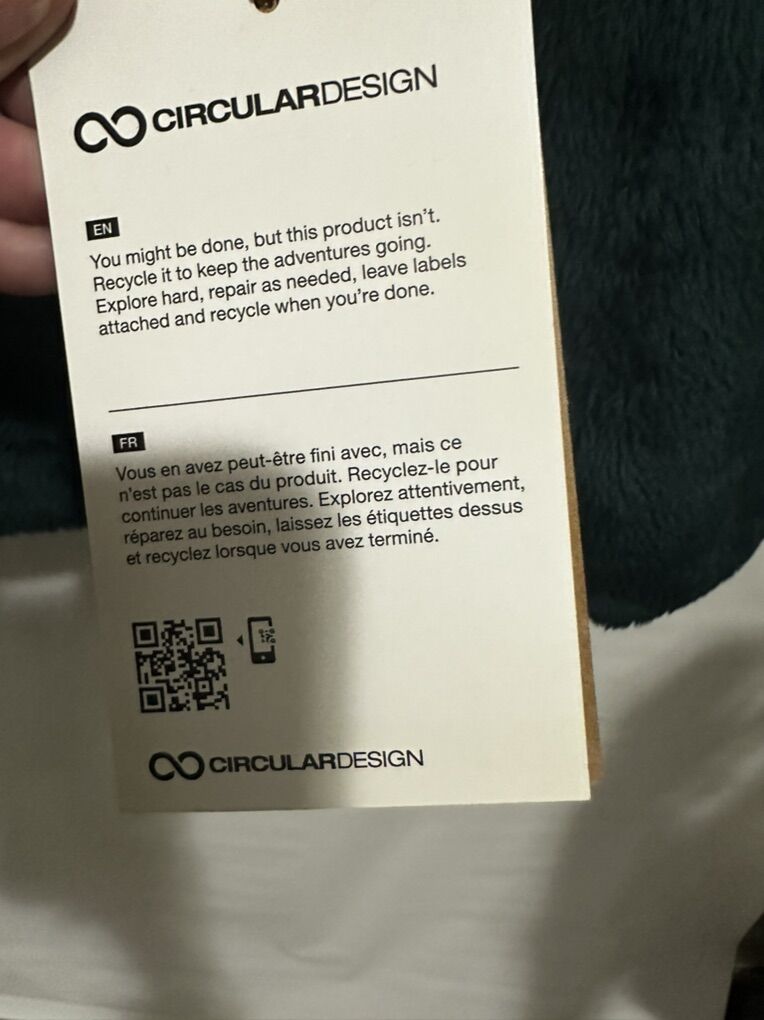 CIRCULARDESIGN
EN
You might be done, but this product isn't.
Recycle it to keep the adventures going.
Explore hard, repair as needed, leave labels
attached and recycle when you're done.
FR
Vous en avez peut-être fini avec, mais ce
n'est pas le cas du produit. Recyclez-le pour
continuer les aventures. Explorez attentivement,
réparez au besoin, laissez les étiquettes dessus
et recyclez lorsque vous avez terminé.
CIRCULARDESIGN